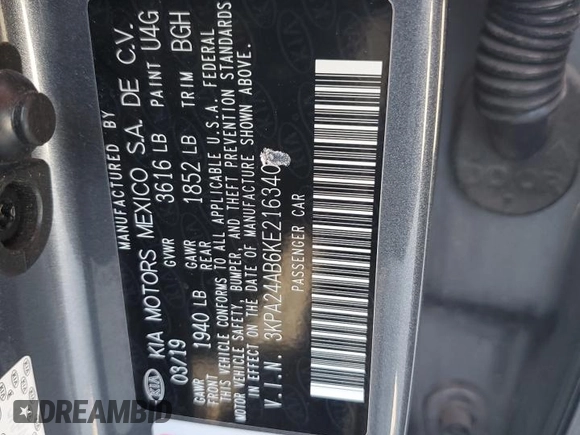 MANUFACTURED BY
KIA KIA MOTORS MEXICO S.A. DE C.V.
03/19 GVWR 3616 LB PAINT U4G
GAWR FRONT 1940 LB GAWR REAR 1852 LB TRIM BGH
THIS VEHICLE CONFORMS TO ALL APPLICABLE U.S.A. FEDERAL
MOTOR VEHICLE SAFETY, BUMPER, AND THEFT PREVENTION STANDARDS
IN EFFECT ON THE DATE OF MANUFACTURE SHOWN ABOVE.
V.I.N. 3KPA24AB6KE216340
PASSENGER CAR
DREAMBID